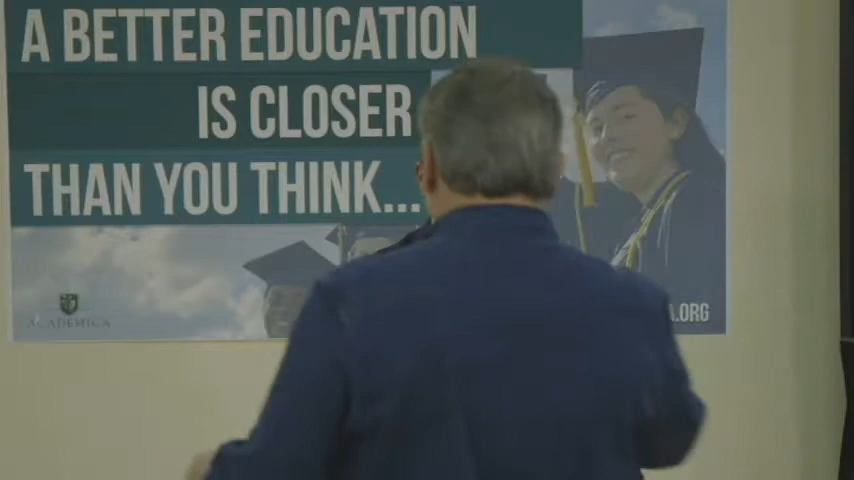 A BETTER EDUCATION
IS CLOSER
THAN YOU THINK...
ACADEMICA
A.ORG